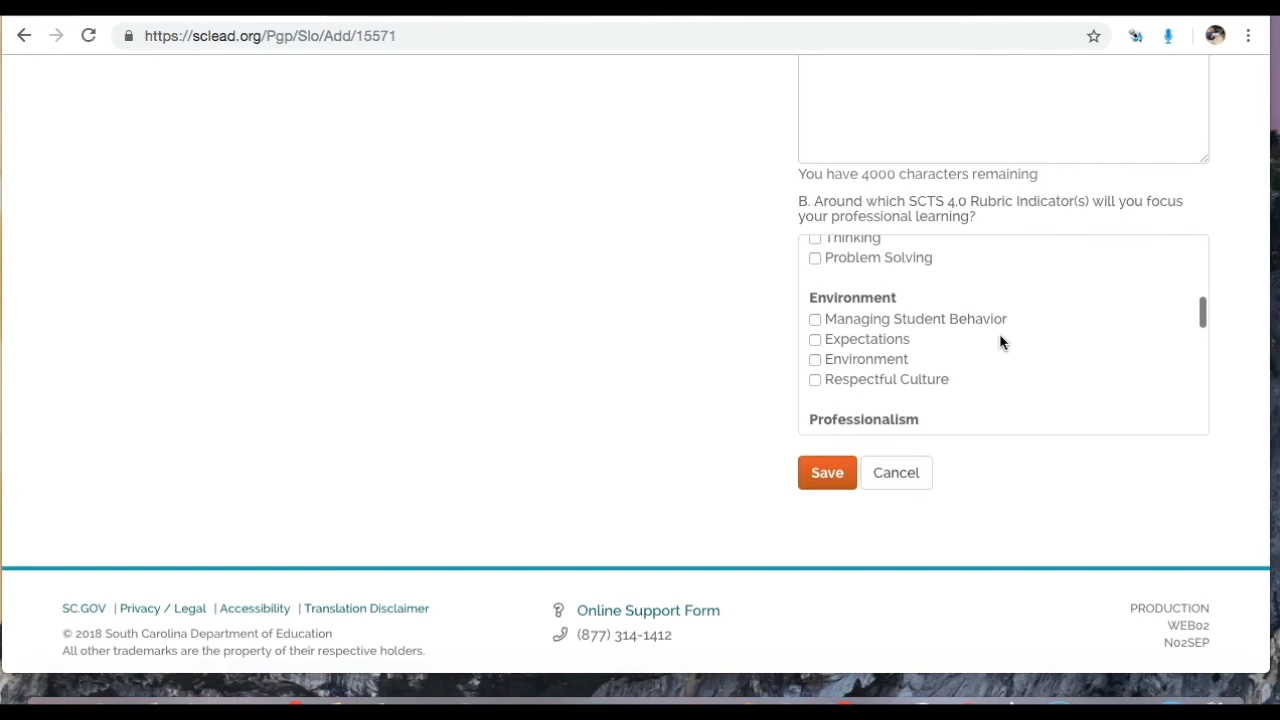 https://sclead.org/Pgp/Slo/Add/15571
You have 4000 characters remaining
B. Around which SCTS 4.0 Rubric Indicator(s) will you focus
your professional learning?
Thinking
Problem Solving
Environment
Managing Student Behavior
Expectations
Environment
Respectful Culture
Professionalism
Save Cancel
SC.GOV | Privacy / Legal | Accessibility | Translation Disclaimer
© 2018 South Carolina Department of Education
All other trademarks are the property of their respective holders.
Online Support Form
(877) 314-1412
PRODUCTION
WEB02
N02SEP